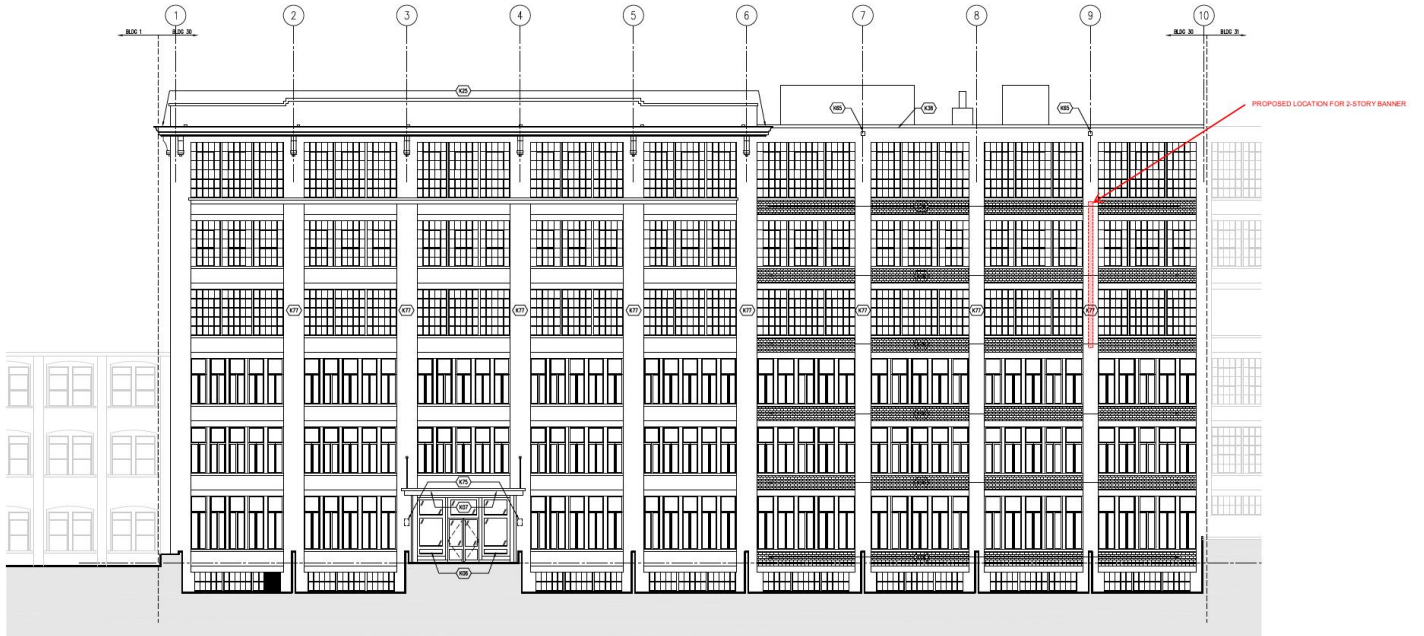 1 2 3 4 5 6 7 8 9 10
BLDG 1 BLDG 30
BLDG 30 BLDG 31
K25
K65 K38 K65
PROPOSED LOCATION FOR 2-STORY BANNER
K77 K77 K77 K77 K77 K77 K77 K77
K75
K07
K06